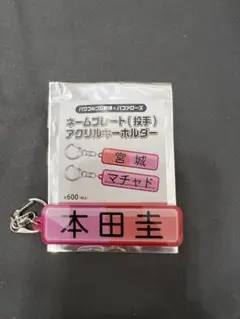 パワフルプロ野球×バファローズ
ネームプレート(投手)
アクリルキーホルダー
宮城
マチャド
¥600(税込)
本田圭